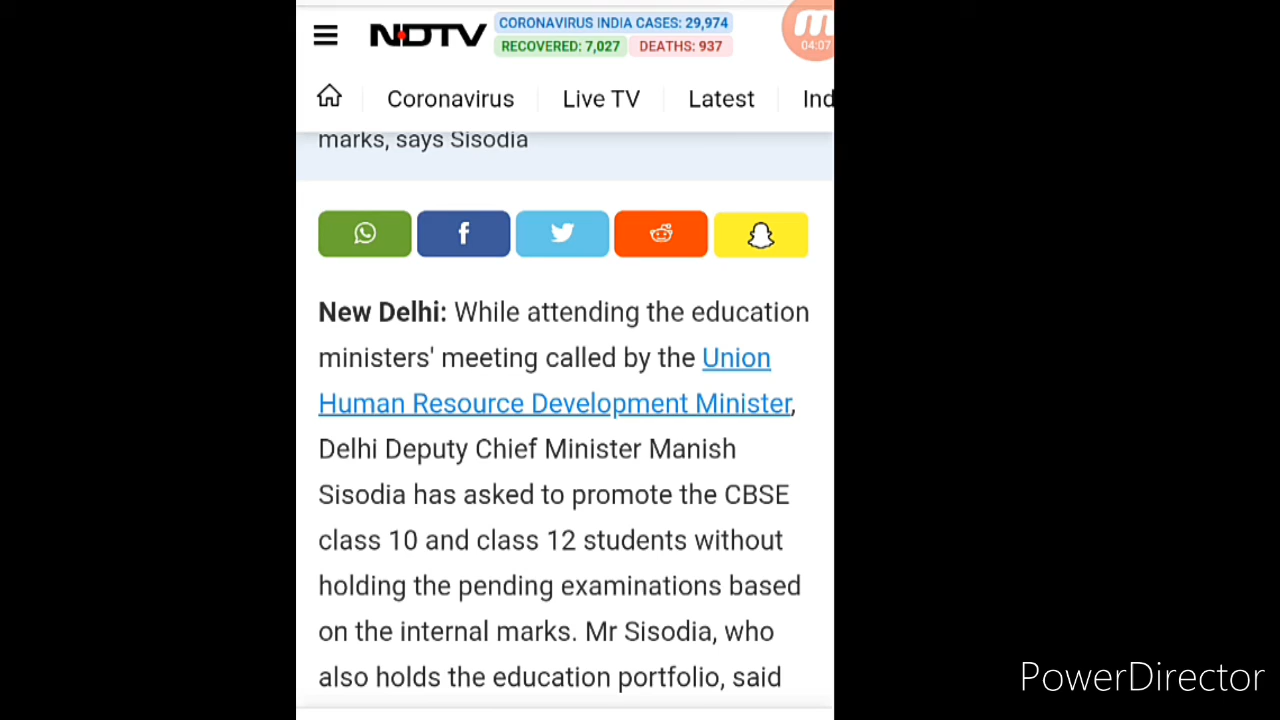 NDTV
CORONAVIRUS INDIA CASES: 29,974
RECOVERED: 7,027 DEATHS: 937
04:07
Coronavirus Live TV Latest Ind
marks, says Sisodia
New Delhi: While attending the education
ministers' meeting called by the Union
Human Resource Development Minister,
Delhi Deputy Chief Minister Manish
Sisodia has asked to promote the CBSE
class 10 and class 12 students without
holding the pending examinations based
on the internal marks. Mr Sisodia, who
also holds the education portfolio, said
PowerDirector